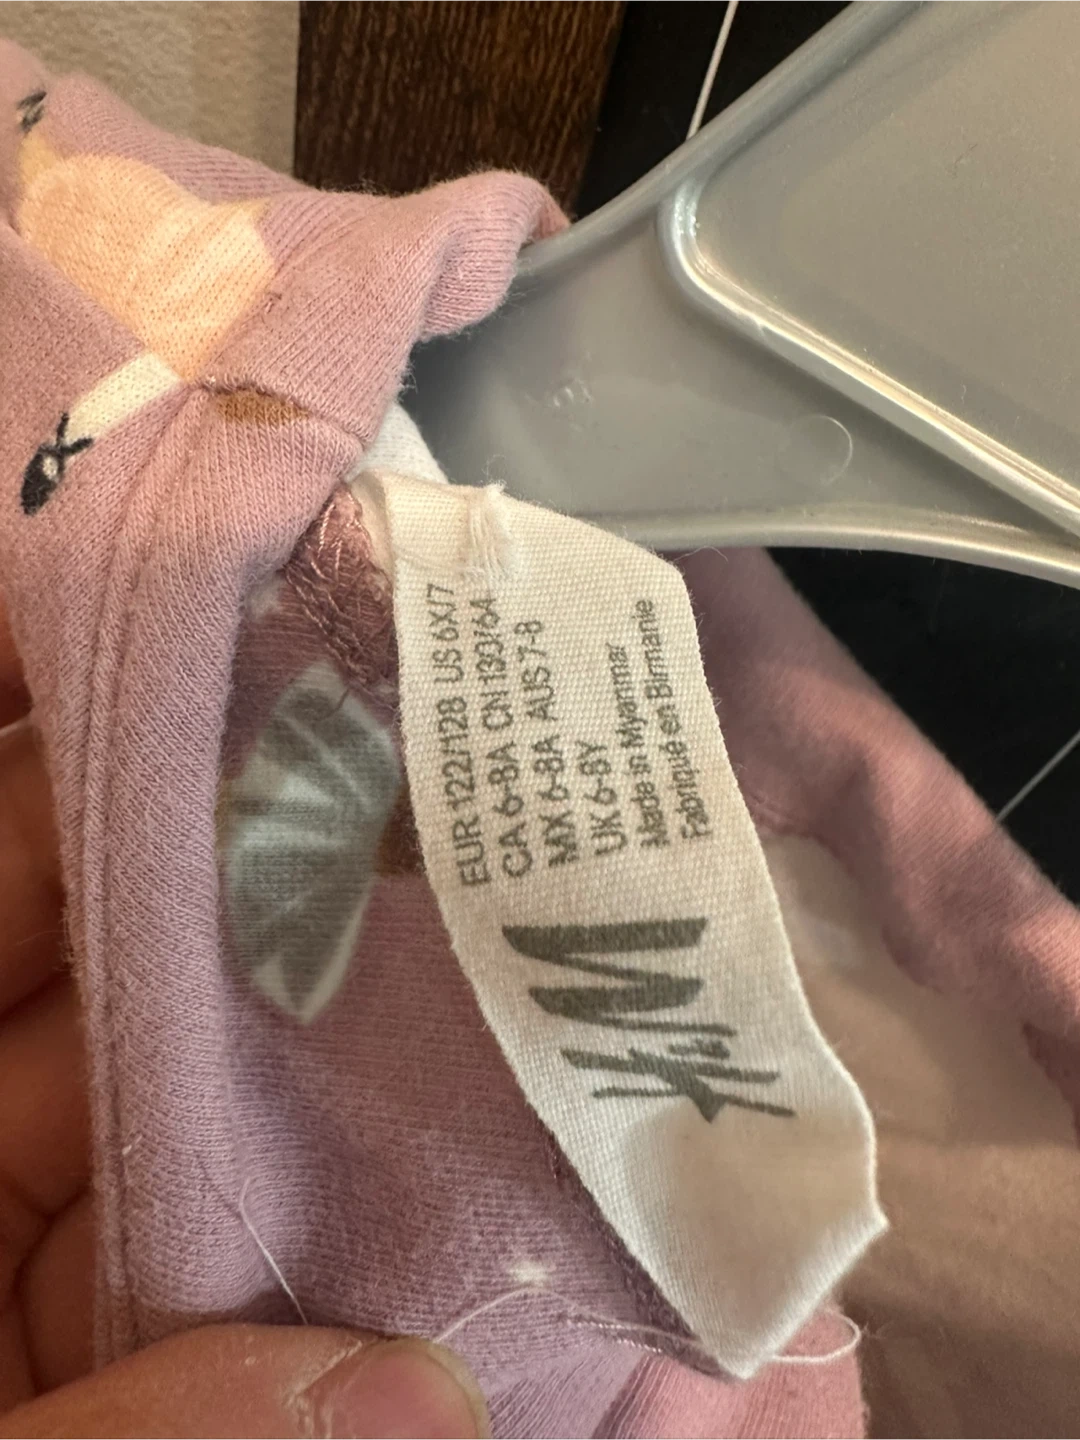 EUR 122/128 US 6X/7
CA 6-8A CN 130/64
MX 6-8A AUS 7-8
UK 6-8Y
Made in Myanmar
Fabriqué en Birmanie
H&M